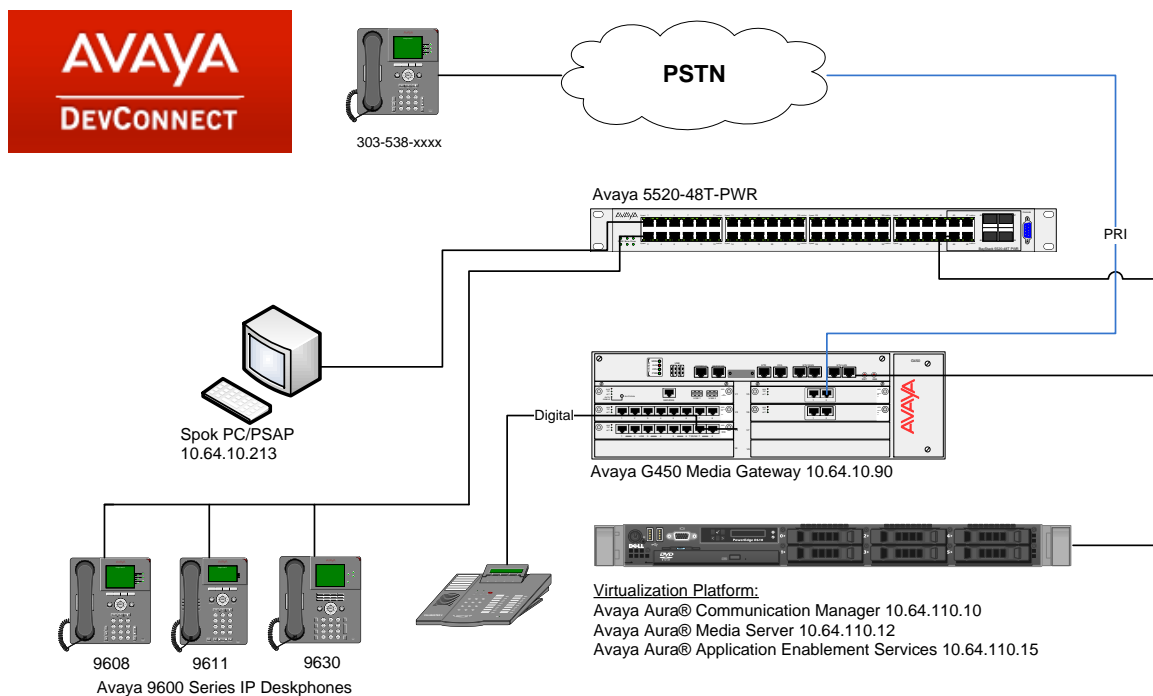 AVAYA
DEVCONNECT
303-538-xxxx
PSTN
Avaya 5520-48T-PWR
AVAYA
PRI
Spok PC/PSAP
10.64.10.213
Digital
AVAYA
Avaya G450 Media Gateway 10.64.10.90
DELL
DVD
Virtualization Platform:
Avaya Aura® Communication Manager 10.64.110.10
Avaya Aura® Media Server 10.64.110.12
Avaya Aura® Application Enablement Services 10.64.110.15
9608
9611
9630
Avaya 9600 Series IP Deskphones